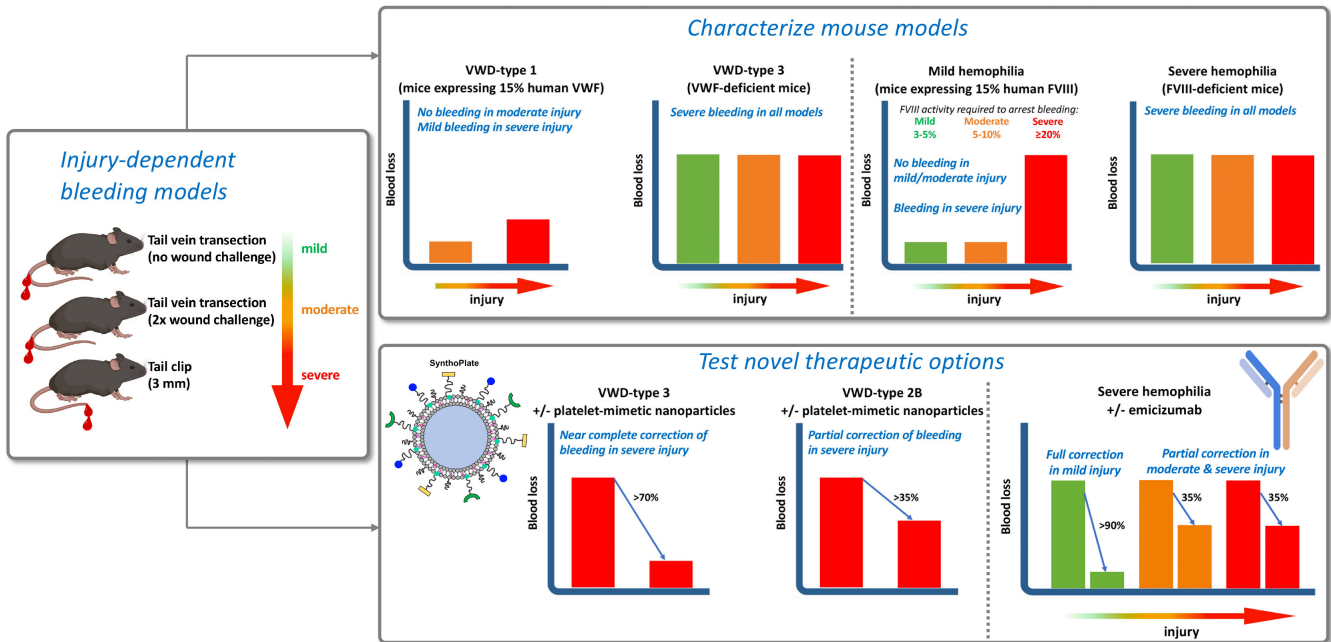 Injury-dependent
bleeding models
Tail vein transection
(no wound challenge)
mild
Tail vein transection
(2x wound challenge)
moderate
Tail clip
(3 mm)
severe
Characterize mouse models
VWD-type 1
(mice expressing 15% human VWF)
No bleeding in moderate injury
Mild bleeding in severe injury
Blood loss
injury
VWD-type 3
(VWF-deficient mice)
Severe bleeding in all models
Blood loss
injury
Mild hemophilia
(mice expressing 15% human FVIII)
FVIII activity required to arrest bleeding:
Mild Moderate Severe
3-5% 5-10% ≥20%
No bleeding in
mild/moderate injury
Bleeding in severe injury
Blood loss
injury
Severe hemophilia
(FVIII-deficient mice)
Severe bleeding in all models
Blood loss
injury
Test novel therapeutic options
SynthoPlate
VWD-type 3
+/- platelet-mimetic nanoparticles
Near complete correction of
bleeding in severe injury
>70%
Blood loss
VWD-type 2B
+/- platelet-mimetic nanoparticles
Partial correction of bleeding
in severe injury
>35%
Blood loss
Severe hemophilia
+/- emicizumab
Full correction
in mild injury
Partial correction in
moderate & severe injury
>90%
35%
35%
Blood loss
injury